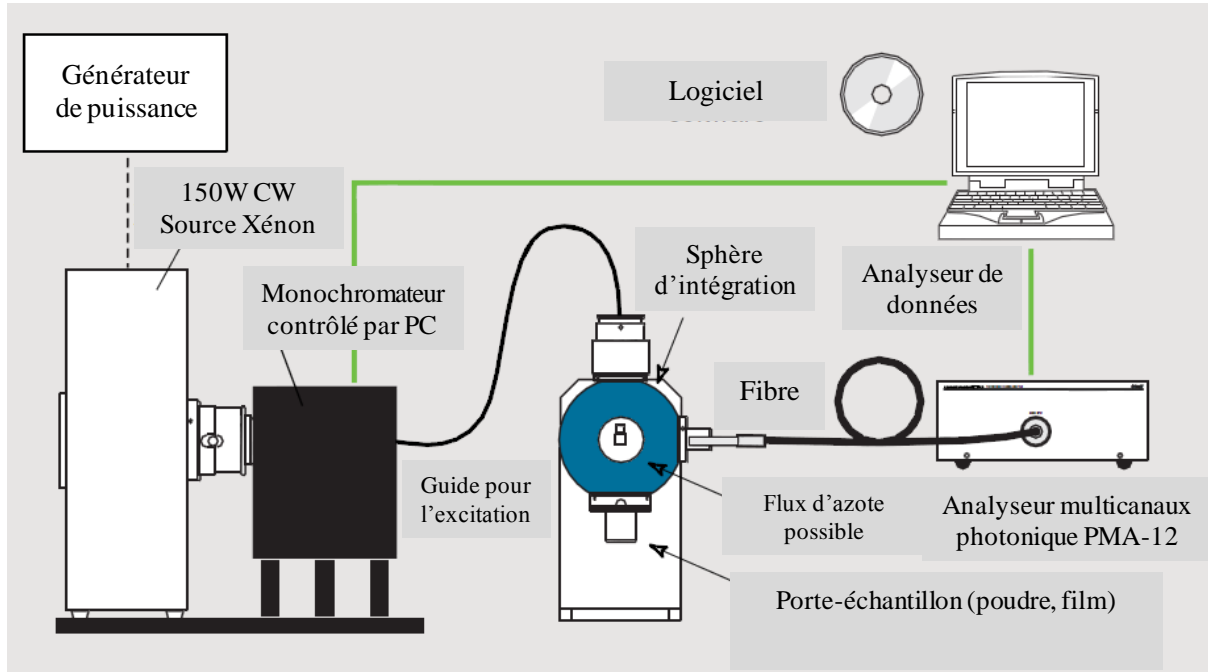 Générateur
de puissance
Logiciel
150W CW
Source Xénon
Sphère
d'intégration
Analyseur de
données
Monochromateur
contrôlé par PC
Fibre
Guide pour
l'excitation
Flux d'azote
possible
Analyseur multicanaux
photonique PMA-12
Porte-échantillon (poudre, film)